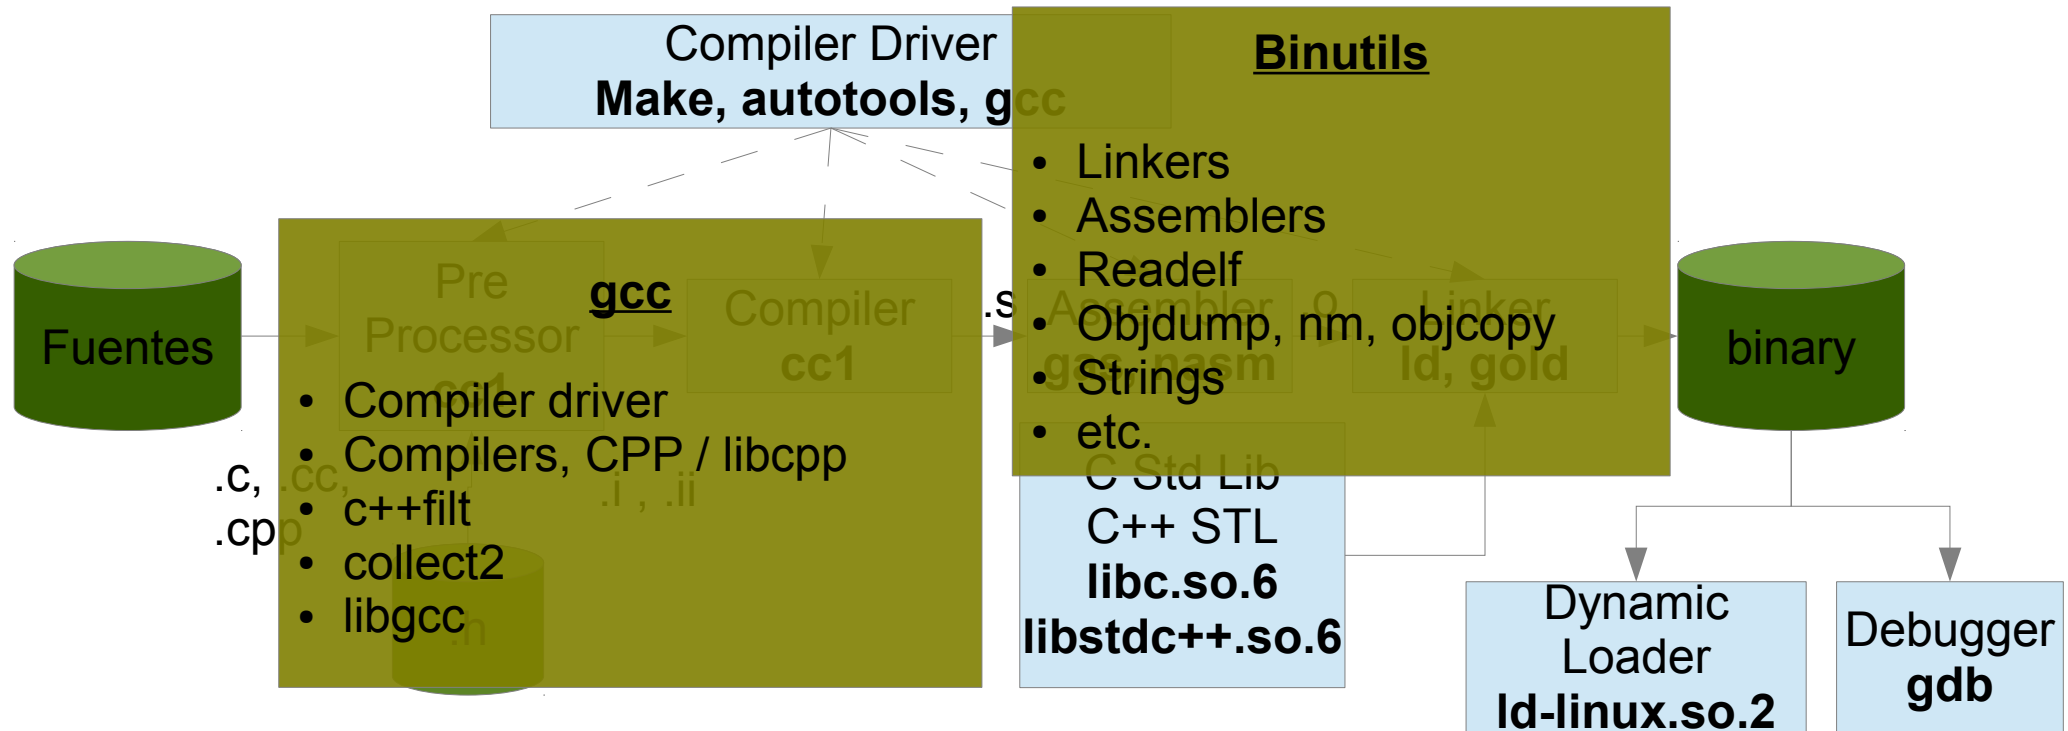 Compiler Driver
Make, autotools, gcc
Binutils
• Linkers
• Assemblers
• Readelf
• Objdump, nm, objcopy
• Strings
• etc.
Fuentes
Pre
Processor
cc1
gcc
Compiler
cc1
.s
Assembler
gas, nasm
.o
Linker
ld, gold
binary
• Compiler driver
• Compilers, CPP / libcpp
• c++filt
• collect2
• libgcc
.c, .cc,
.cpp
.i , .ii
.h
C Std Lib
C++ STL
libc.so.6
libstdc++.so.6
Dynamic
Loader
ld-linux.so.2
Debugger
gdb